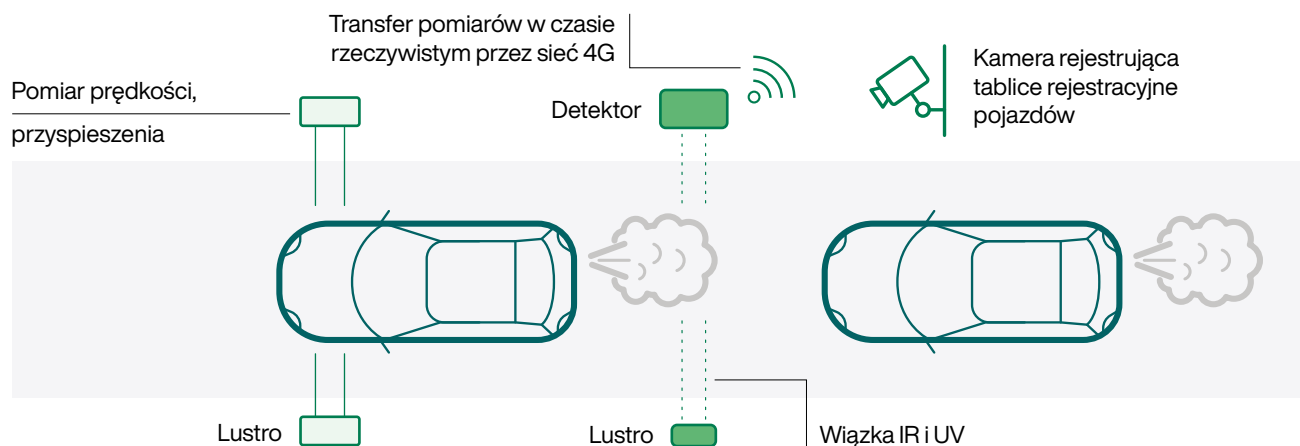 Transfer pomiarów w czasie
rzeczywistym przez sieć 4G
Kamera rejestrująca
tablice rejestracyjne
pojazdów
Pomiar prędkości,
przyspieszenia
Detektor
Lustro
Lustro
Wiązka IR i UV